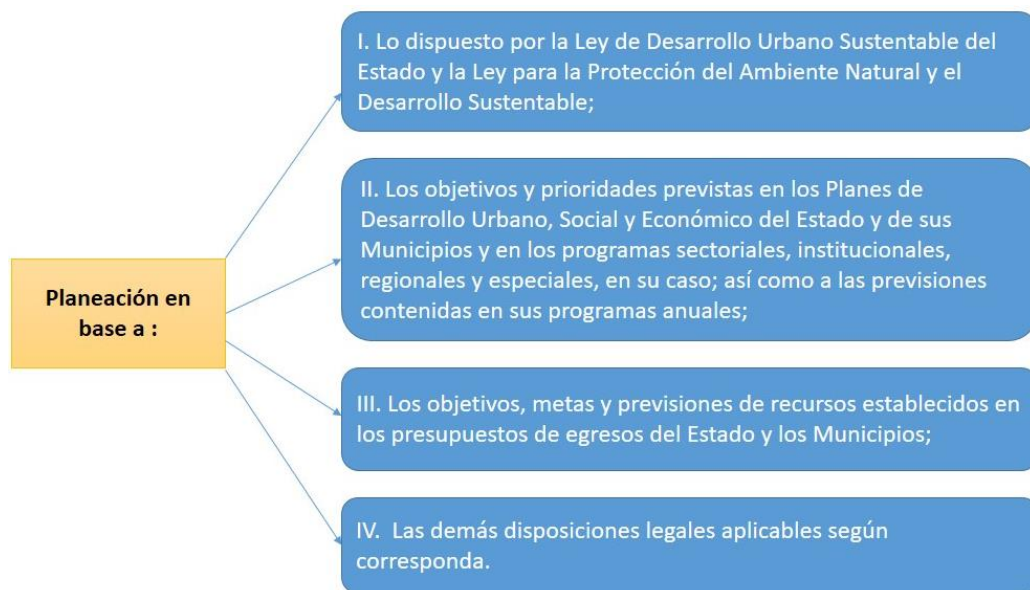 Planeación en
base a :
I. Lo dispuesto por la Ley de Desarrollo Urbano Sustentable del
Estado y la Ley para la Protección del Ambiente Natural y el
Desarrollo Sustentable;
II. Los objetivos y prioridades previstas en los Planes de
Desarrollo Urbano, Social y Económico del Estado y de sus
Municipios y en los programas sectoriales, institucionales,
regionales y especiales, en su caso; así como a las previsiones
contenidas en sus programas anuales;
III. Los objetivos, metas y previsiones de recursos establecidos en
los presupuestos de egresos del Estado y los Municipios;
IV. Las demás disposiciones legales aplicables según
corresponda.